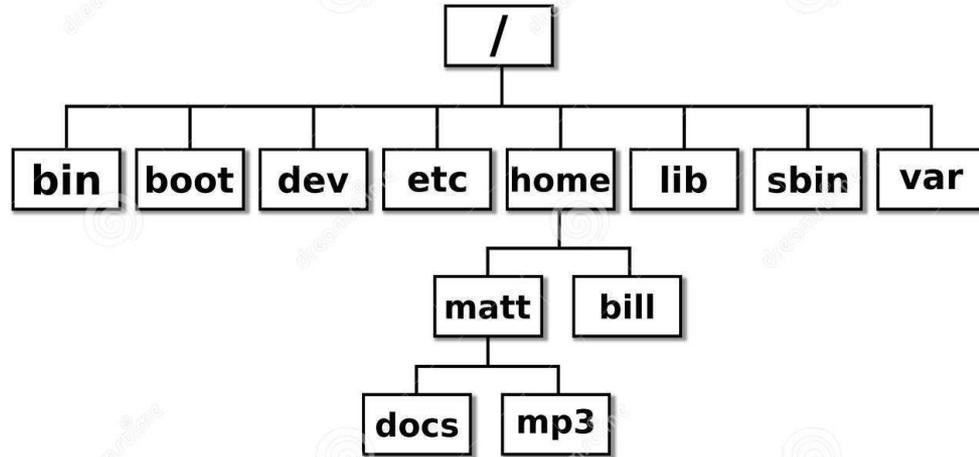 /
bin boot dev etc home lib sbin var
matt bill
docs mp3